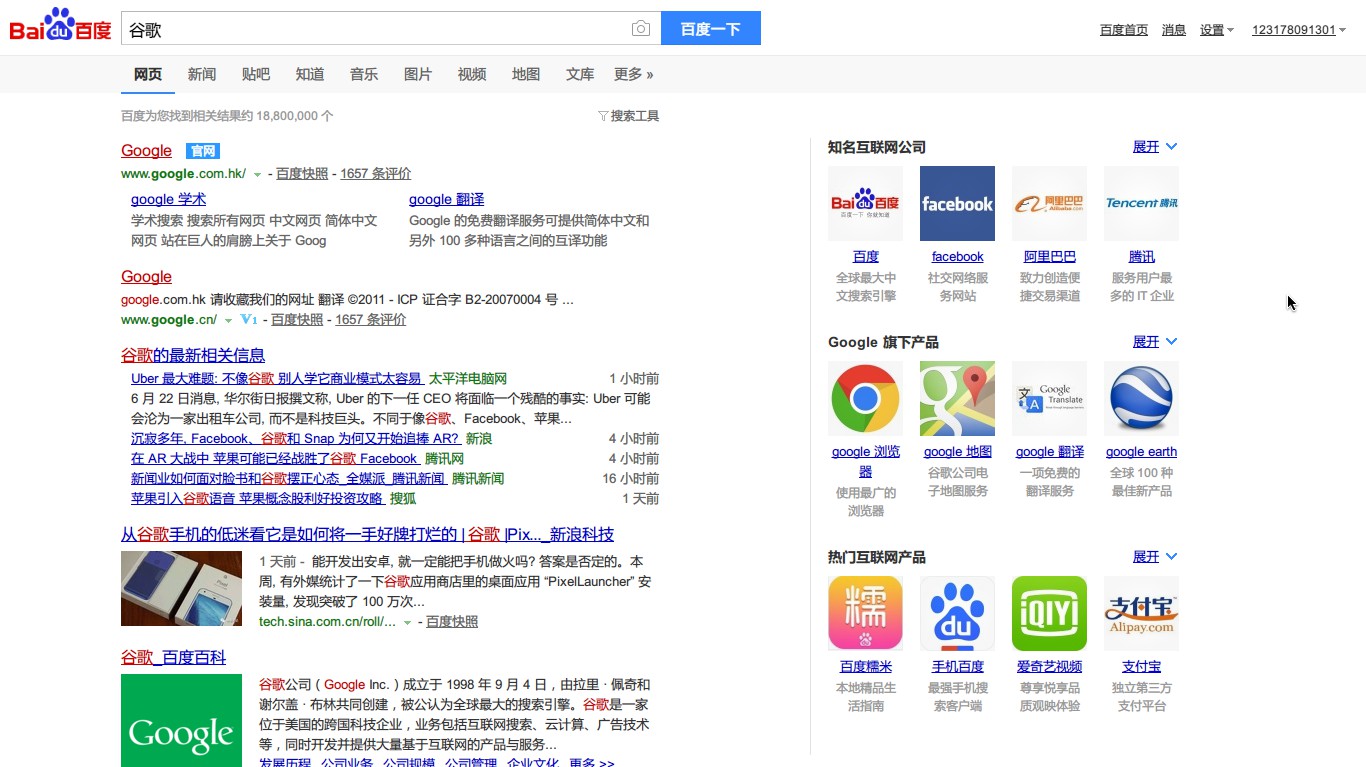 Bai du 百度
谷歌
百度一下
百度首页 消息 设置 123178091301
网页 新闻 贴吧 知道 音乐 图片 视频 地图 文库 更多 »
百度为您找到相关结果约 18,800,000 个
搜索工具
Google 官网
www.google.com.hk/ - 百度快照 - 1657 条评价
google 学术
学术搜索 搜索所有网页 中文网页 简体中文
网页 站在巨人的肩膀上关于 Goog
google 翻译
Google 的免费翻译服务可提供简体中文和
另外 100 多种语言之间的互译功能
Google
google.com.hk 请收藏我们的网址 翻译 ©2011 - ICP 证合字 B2-20070004 号 ...
www.google.cn/ V1 - 百度快照 - 1657 条评价
谷歌的最新相关信息
Uber 最大难题: 不像谷歌 别人学它商业模式太容易 太平洋电脑网 1 小时前
6 月 22 日消息, 华尔街日报撰文称, Uber 的下一任 CEO 将面临一个残酷的事实: Uber 可能
会沦为一家出租车公司, 而不是科技巨头。不同于像谷歌、Facebook、苹果...
沉寂多年, Facebook、谷歌和 Snap 为何又开始追捧 AR? 新浪 4 小时前
在 AR 大战中 苹果可能已经战胜了谷歌 Facebook 腾讯网 4 小时前
新闻业如何面对脸书和谷歌摆正心态_全媒派_腾讯新闻 腾讯新闻 16 小时前
苹果引入谷歌语音 苹果概念股利好投资攻略 搜狐 1 天前
从谷歌手机的低迷看它是如何将一手好牌打烂的 | 谷歌 |Pix..._新浪科技
1 天前 - 能开发出安卓, 就一定能把手机做火吗? 答案是否定的。本
周, 有外媒统计了一下谷歌应用商店里的桌面应用 “PixelLauncher” 安
装量, 发现突破了 100 万次...
tech.sina.com.cn/roll/... - 百度快照
谷歌_百度百科
Google
谷歌公司 ( Google Inc. ) 成立于 1998 年 9 月 4 日 , 由拉里 · 佩奇和
谢尔盖 · 布林共同创建 , 被公认为全球最大的搜索引擎。谷歌是一家
位于美国的跨国科技企业 , 业务包括互联网搜索、云计算、广告技术
等 , 同时开发并提供大量基于互联网的产品与服务...
发展历程 公司业务 公司规模 公司管理 企业文化 更多 >>
知名互联网公司 展开
Bai du 百度
百度一下 你就知道
facebook
阿里巴巴
Alibaba.com
Tencent 腾讯
百度
全球最大中
文搜索引擎
facebook
社交网络服
务网站
阿里巴巴
致力创造便
捷交易渠道
腾讯
服务用户最
多的 IT 企业
Google 旗下产品 展开
文 A
Google
Translate
google 浏览
器
使用最广的
浏览器
google 地图
谷歌公司电
子地图服务
google 翻译
一项免费的
翻译服务
google earth
全球 100 种
最佳新产品
热门互联网产品 展开
糯
du
iQIYI
支付宝
Alipay.com
百度糯米
本地精品生
活指南
手机百度
最强手机搜
索客户端
爱奇艺视频
尊享悦享品
质观映体验
支付宝
独立第三方
支付平台